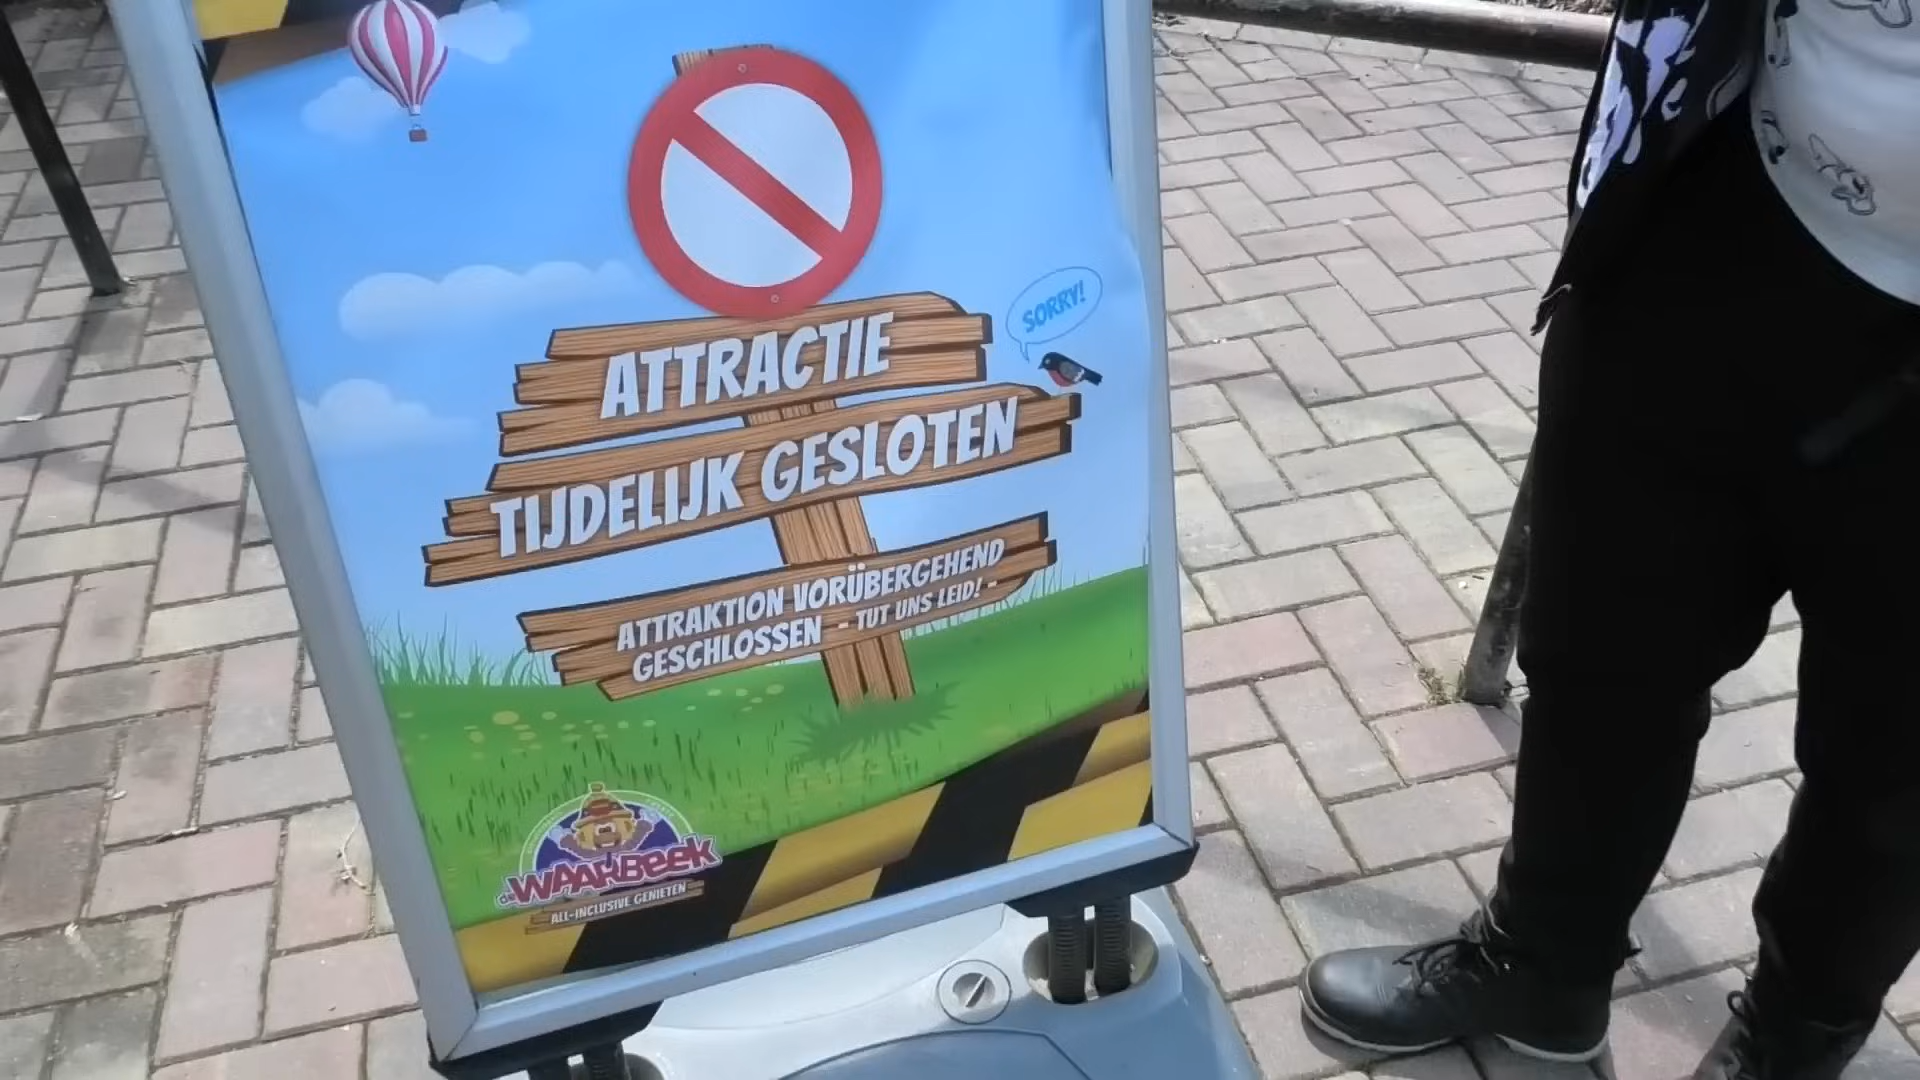 SORRY!
ATTRACTIE
TIJDELIJK GESLOTEN
ATTRAKTION VORÜBERGEHEND
GESCHLOSSEN - TUT UNS LEID! -
de WAARBEEK
ALL-INCLUSIVE GENIETEN